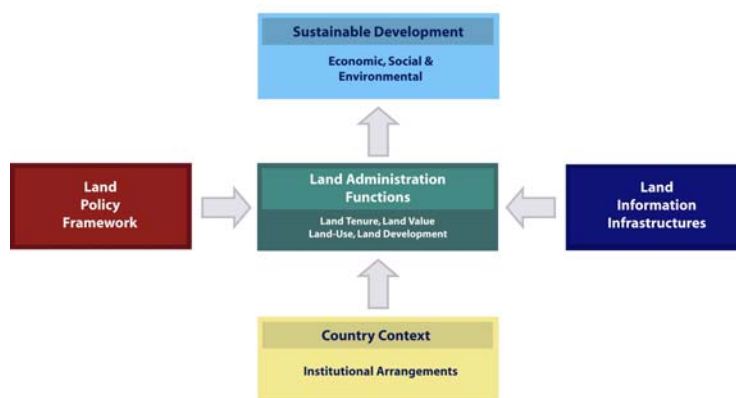 Sustainable Development
Economic, Social &
Environmental
Land
Policy
Framework
Land Administration
Functions
Land Tenure, Land Value
Land-Use, Land Development
Land
Information
Infrastructures
Country Context
Institutional Arrangements